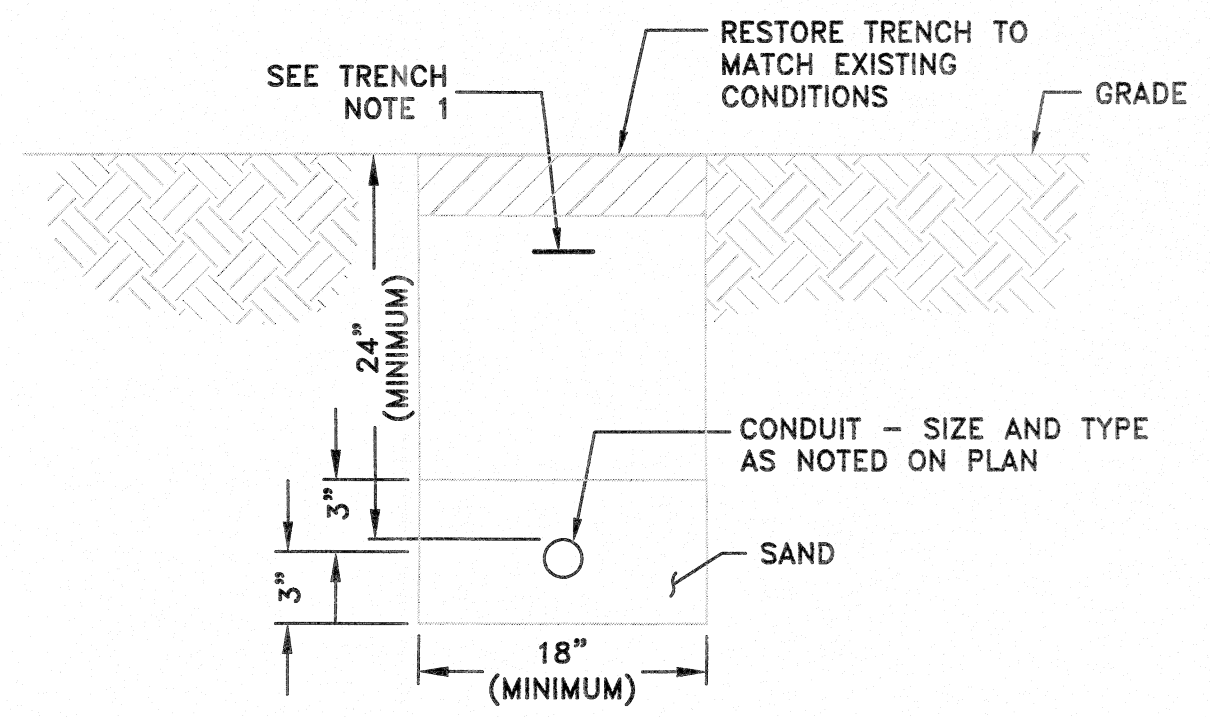 RESTORE TRENCH TO
MATCH EXISTING
CONDITIONS
SEE TRENCH
NOTE 1
GRADE
24"
(MINIMUM)
CONDUIT – SIZE AND TYPE
AS NOTED ON PLAN
3"
SAND
3"
18"
(MINIMUM)